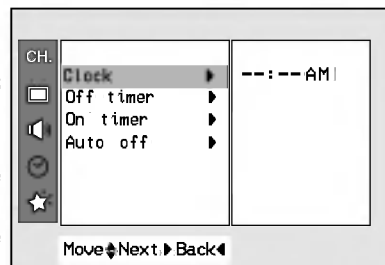 CH.
Clock ▶ --:--AM
Off timer ▶
On timer ▶
Auto off ▶
Move▲▼Next▶Back◀